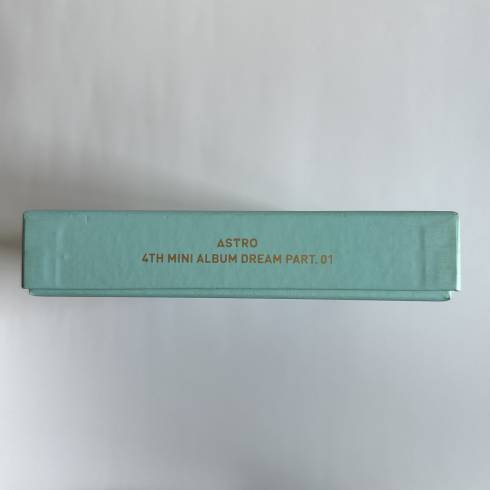 ASTRO
4TH MINI ALBUM DREAM PART. 01